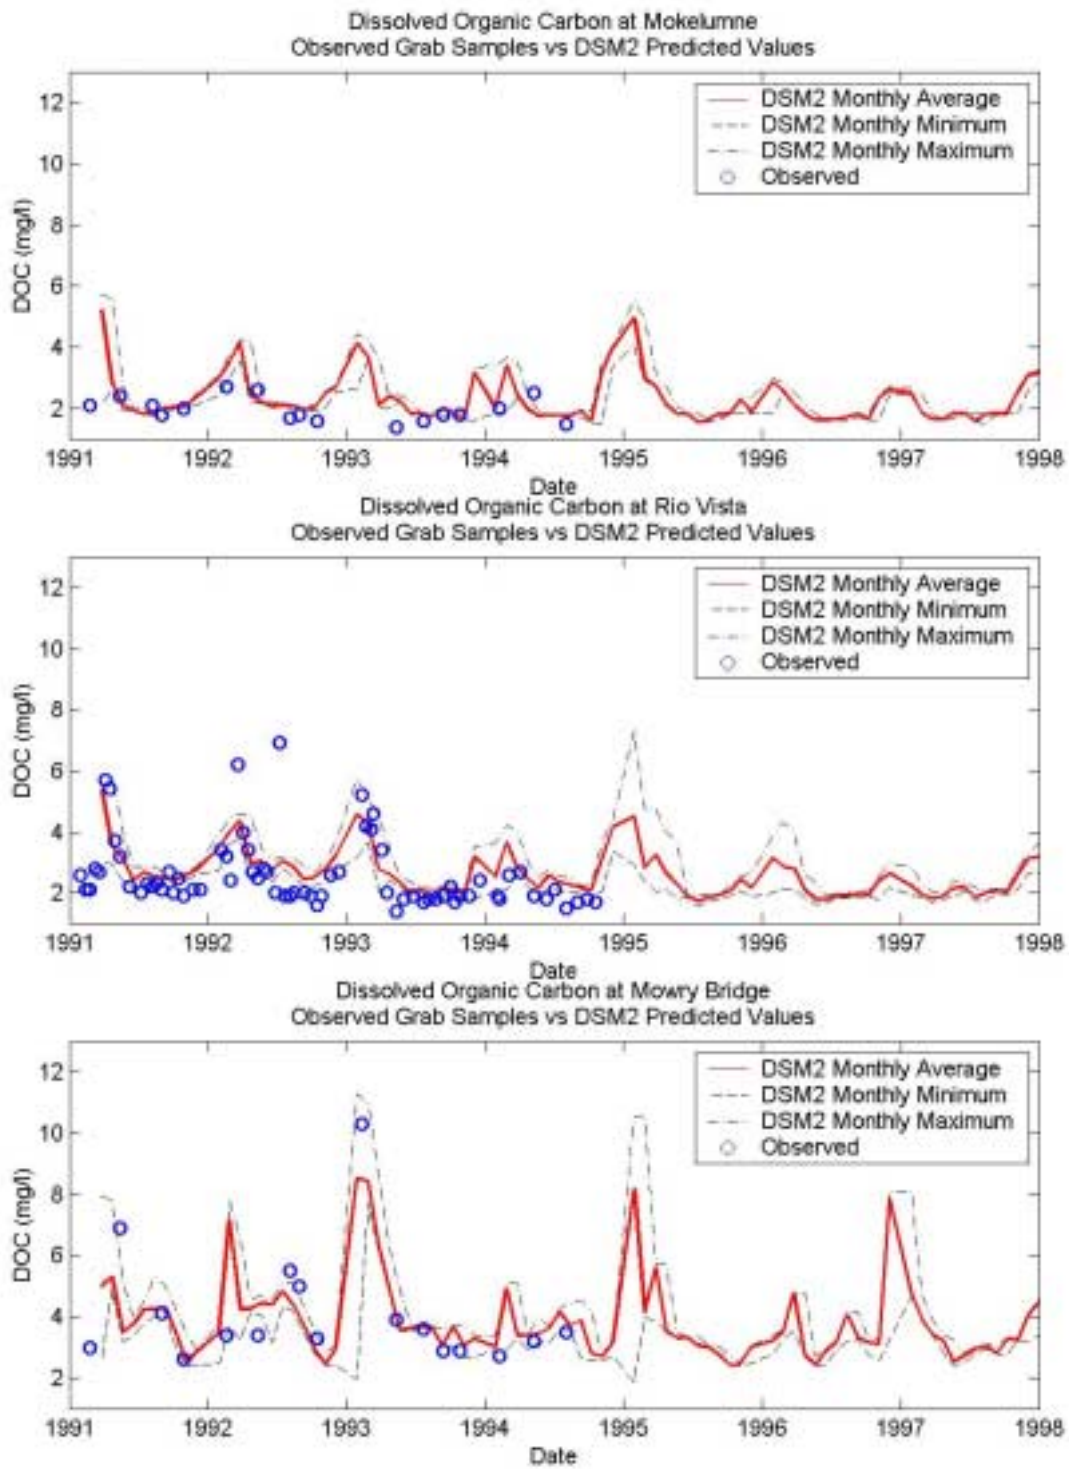 Dissolved Organic Carbon at Mokelumne
Observed Grab Samples vs DSM2 Predicted Values
DSM2 Monthly Average
DSM2 Monthly Minimum
DSM2 Monthly Maximum
Observed
12
10
8
6
4
2
DOC (mg/l)
1991 1992 1993 1994 1995 1996 1997 1998
Date
Dissolved Organic Carbon at Rio Vista
Observed Grab Samples vs DSM2 Predicted Values
DSM2 Monthly Average
DSM2 Monthly Minimum
DSM2 Monthly Maximum
Observed
12
10
8
6
4
2
DOC (mg/l)
1991 1992 1993 1994 1995 1996 1997 1998
Date
Dissolved Organic Carbon at Mowry Bridge
Observed Grab Samples vs DSM2 Predicted Values
DSM2 Monthly Average
DSM2 Monthly Minimum
DSM2 Monthly Maximum
Observed
12
10
8
6
4
2
DOC (mg/l)
1991 1992 1993 1994 1995 1996 1997 1998
Date